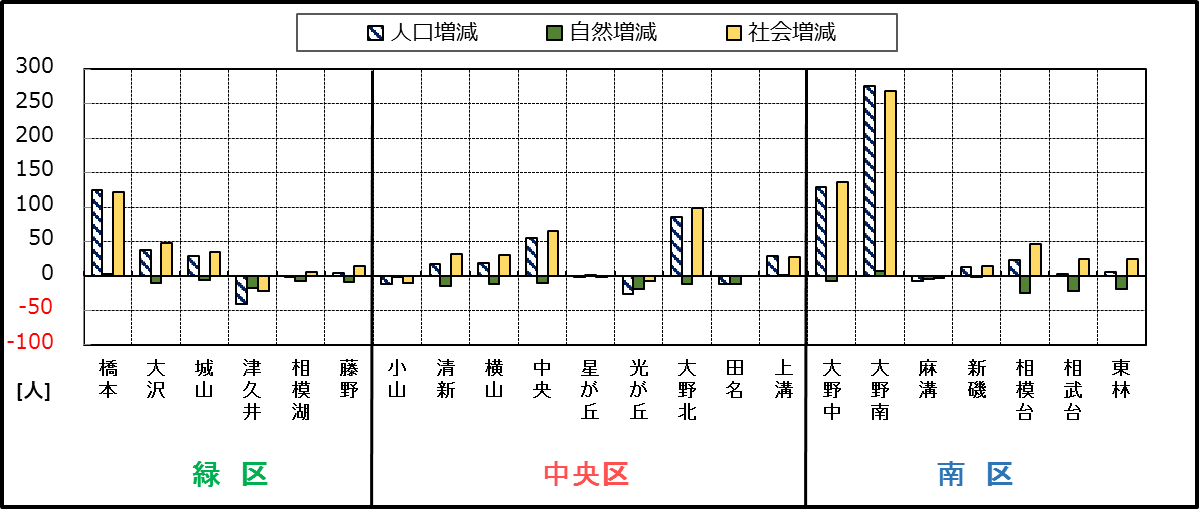 人口増減 自然増減 社会増減
300
250
200
150
100
50
0
-50
-100
[人]
橋本 大沢 城山 津久井 相模湖 藤野 小山 清新 横山 中央 星が丘 光が丘 大野北 田名 上溝 大野中 大野南 麻溝 新磯 相模台 相武台 東林
緑 区 中央区 南 区